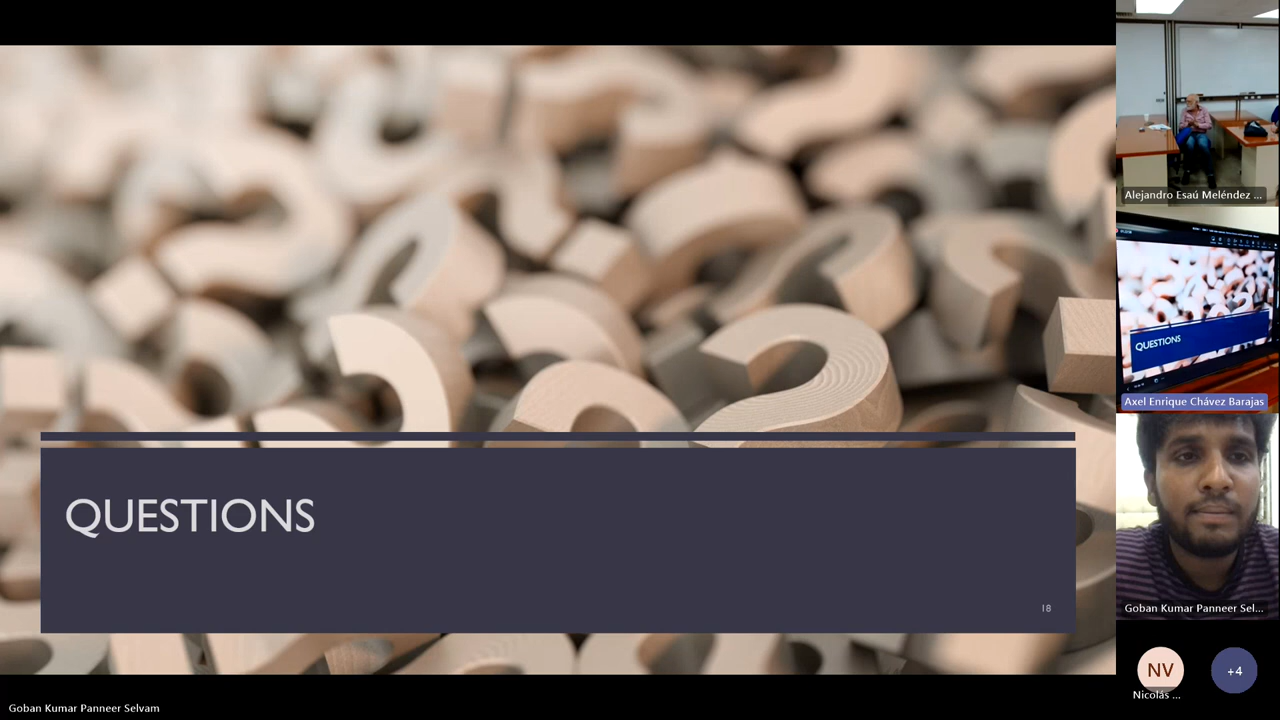 QUESTIONS
18
Goban Kumar Panneer Selvam
Alejandro Esaú Meléndez ...
QUESTIONS
Axel Enrique Chávez Barajas
Goban Kumar Panneer Sel...
NV
Nicolás ...
+4